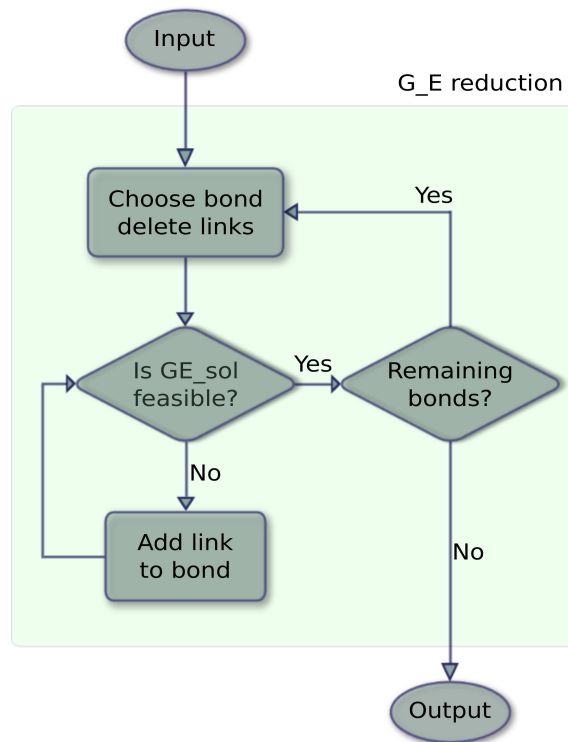 Input
G_E reduction
Choose bond
delete links
Yes
Is GE_sol
feasible?
Yes
Remaining
bonds?
No
Add link
to bond
No
Output